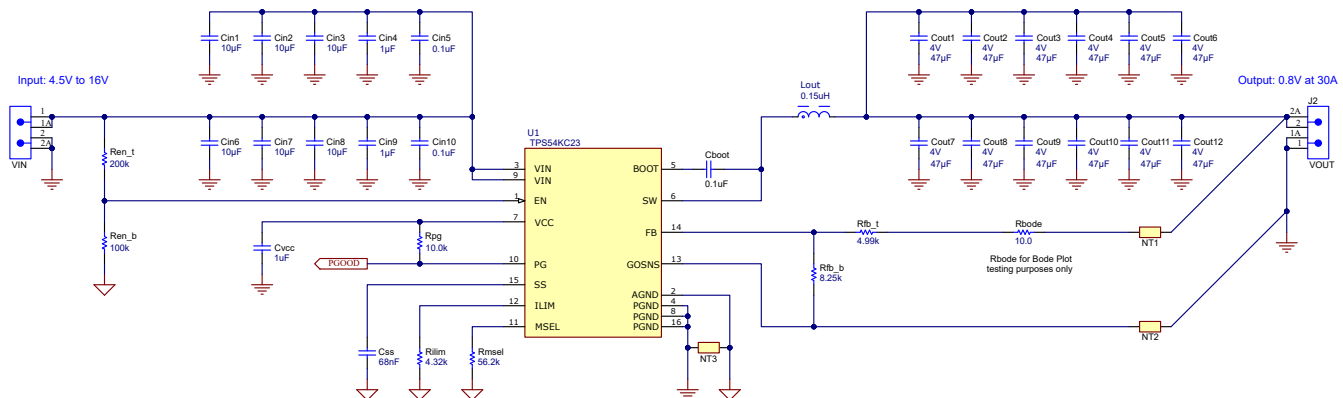 Cin1
10µF
Cin2
10µF
Cin3
10µF
Cin4
1µF
Cin5
0.1uF
Cout1
4V
47µF
Cout2
4V
47µF
Cout3
4V
47µF
Cout4
4V
47µF
Cout5
4V
47µF
Cout6
4V
47µF
Input: 4.5V to 16V
Output: 0.8V at 30A
Lout
0.15uH
1
1A
2
2A
VIN
J2
2A
2
1A
1
VOUT
Ren_t
200k
Cin6
10µF
Cin7
10µF
Cin8
10µF
Cin9
1µF
Cin10
0.1uF
Cout7
4V
47µF
Cout8
4V
47µF
Cout9
4V
47µF
Cout10
4V
47µF
Cout11
4V
47µF
Cout12
4V
47µF
U1
TPS54KC23
3 VIN
9 VIN
1 EN
7 VCC
10 PG
15 SS
12 ILIM
11 MSEL
BOOT 5
SW 6
FB 14
GOSNS 13
AGND 2
PGND 4
PGND 8
PGND 16
Cboot
0.1uF
Ren_b
100k
Cvcc
1uF
Rpg
10.0k
PGOOD
Rfb_t
4.99k
Rbode
10.0
NT1
Rbode for Bode Plot
testing purposes only
Rfb_b
8.25k
NT2
NT3
Css
68nF
Rilim
4.32k
Rmsel
56.2k